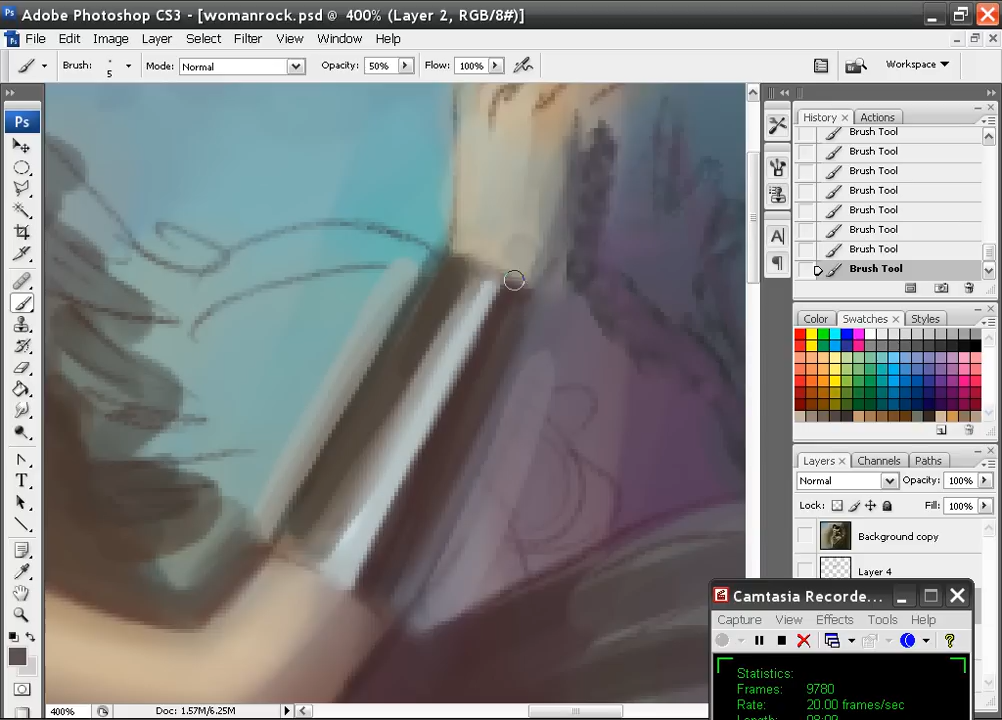 Adobe Photoshop CS3 - [womanrock.psd @ 400% (Layer 2, RGB/8#)]
File Edit Image Layer Select Filter View Window Help
Brush: 5 Mode: Normal Opacity: 50% Flow: 100% Workspace
Ps
History Actions
Brush Tool
Brush Tool
Brush Tool
Brush Tool
Brush Tool
Brush Tool
Brush Tool
Brush Tool
Color Swatches Styles
Layers Channels Paths
Normal Opacity: 100%
Lock: Fill: 100%
Background copy
Layer 4
Camtasia Recorde...
Capture View Effects Tools Help
Statistics:
Frames: 9780
Rate: 20.00 frames/sec
400% Doc: 1.57M/6.25M